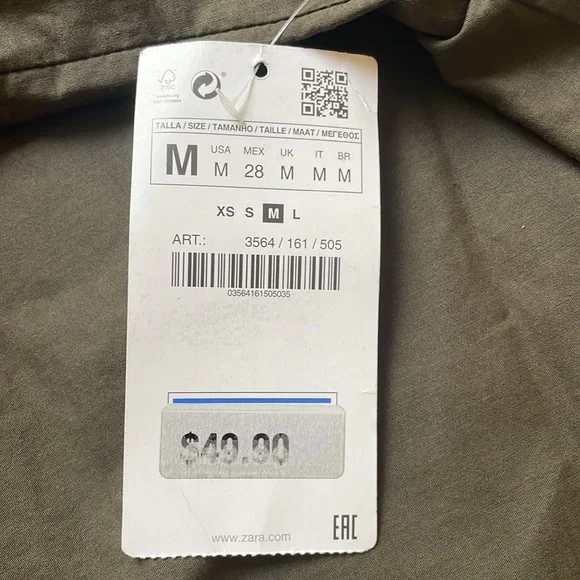 FSC
TALLA / SIZE / TAMANHO / TAILLE / MAAT / ΜΕΓΕΘΟΣ
M USA MEX UK IT BR
M 28 M M M
XS S M L
ART.: 3564 / 161 / 505
03564161505035
$40.00
www.zara.com
EAC